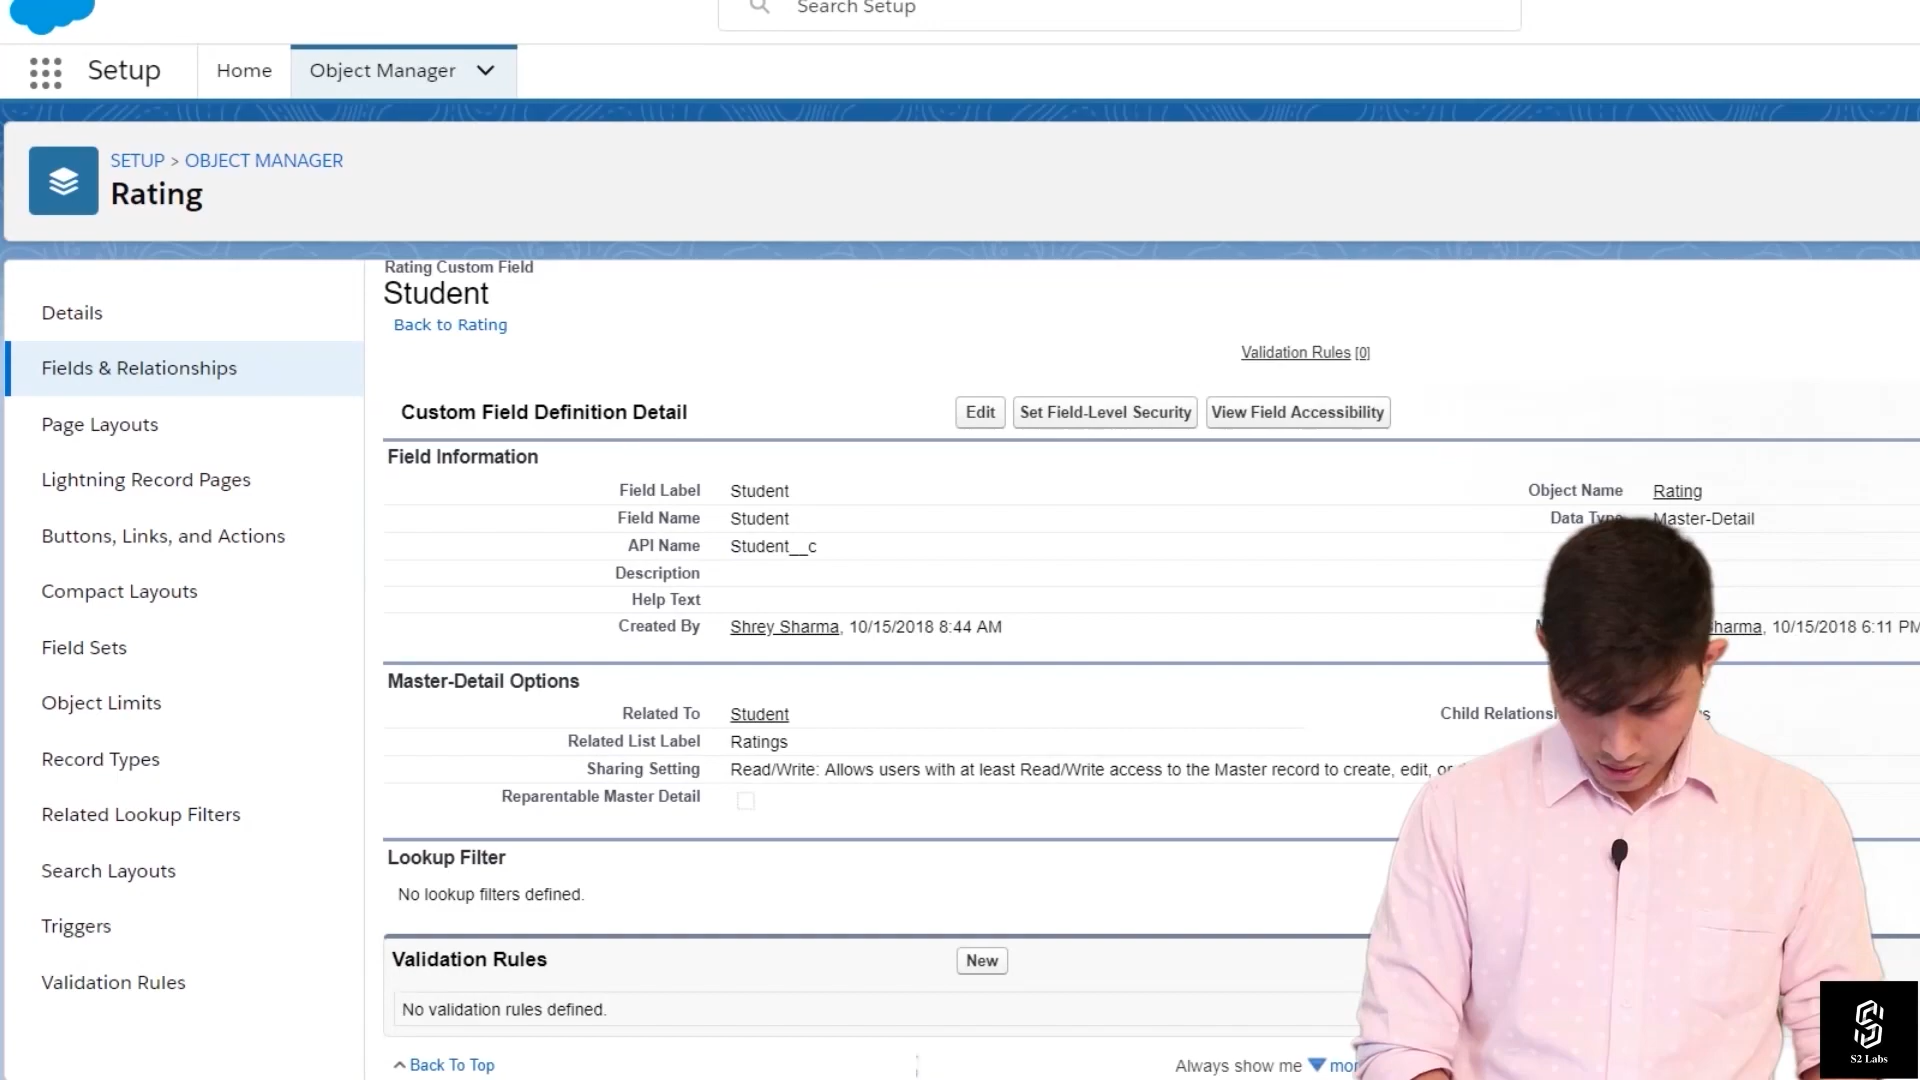 Search Setup
Setup
Home
Object Manager
SETUP > OBJECT MANAGER
Rating
Details
Fields & Relationships
Page Layouts
Lightning Record Pages
Buttons, Links, and Actions
Compact Layouts
Field Sets
Object Limits
Record Types
Related Lookup Filters
Search Layouts
Triggers
Validation Rules
Rating Custom Field
Student
Back to Rating
Validation Rules [0]
Custom Field Definition Detail
Edit
Set Field-Level Security
View Field Accessibility
Field Information
Field Label Student Object Name Rating
Field Name Student Data Type Master-Detail
API Name Student__c
Description
Help Text
Created By Shrey Sharma, 10/15/2018 8:44 AM 10/15/2018 6:11 PM
Master-Detail Options
Related To Student Child
Related List Label Ratings
Sharing Setting Read/Write: Allows users with at least Read/Write access to the Master record to create, edit,
Reparentable Master Detail
Lookup Filter
No lookup filters defined.
Validation Rules
New
No validation rules defined.
Back To Top Always show me
S2 Labs